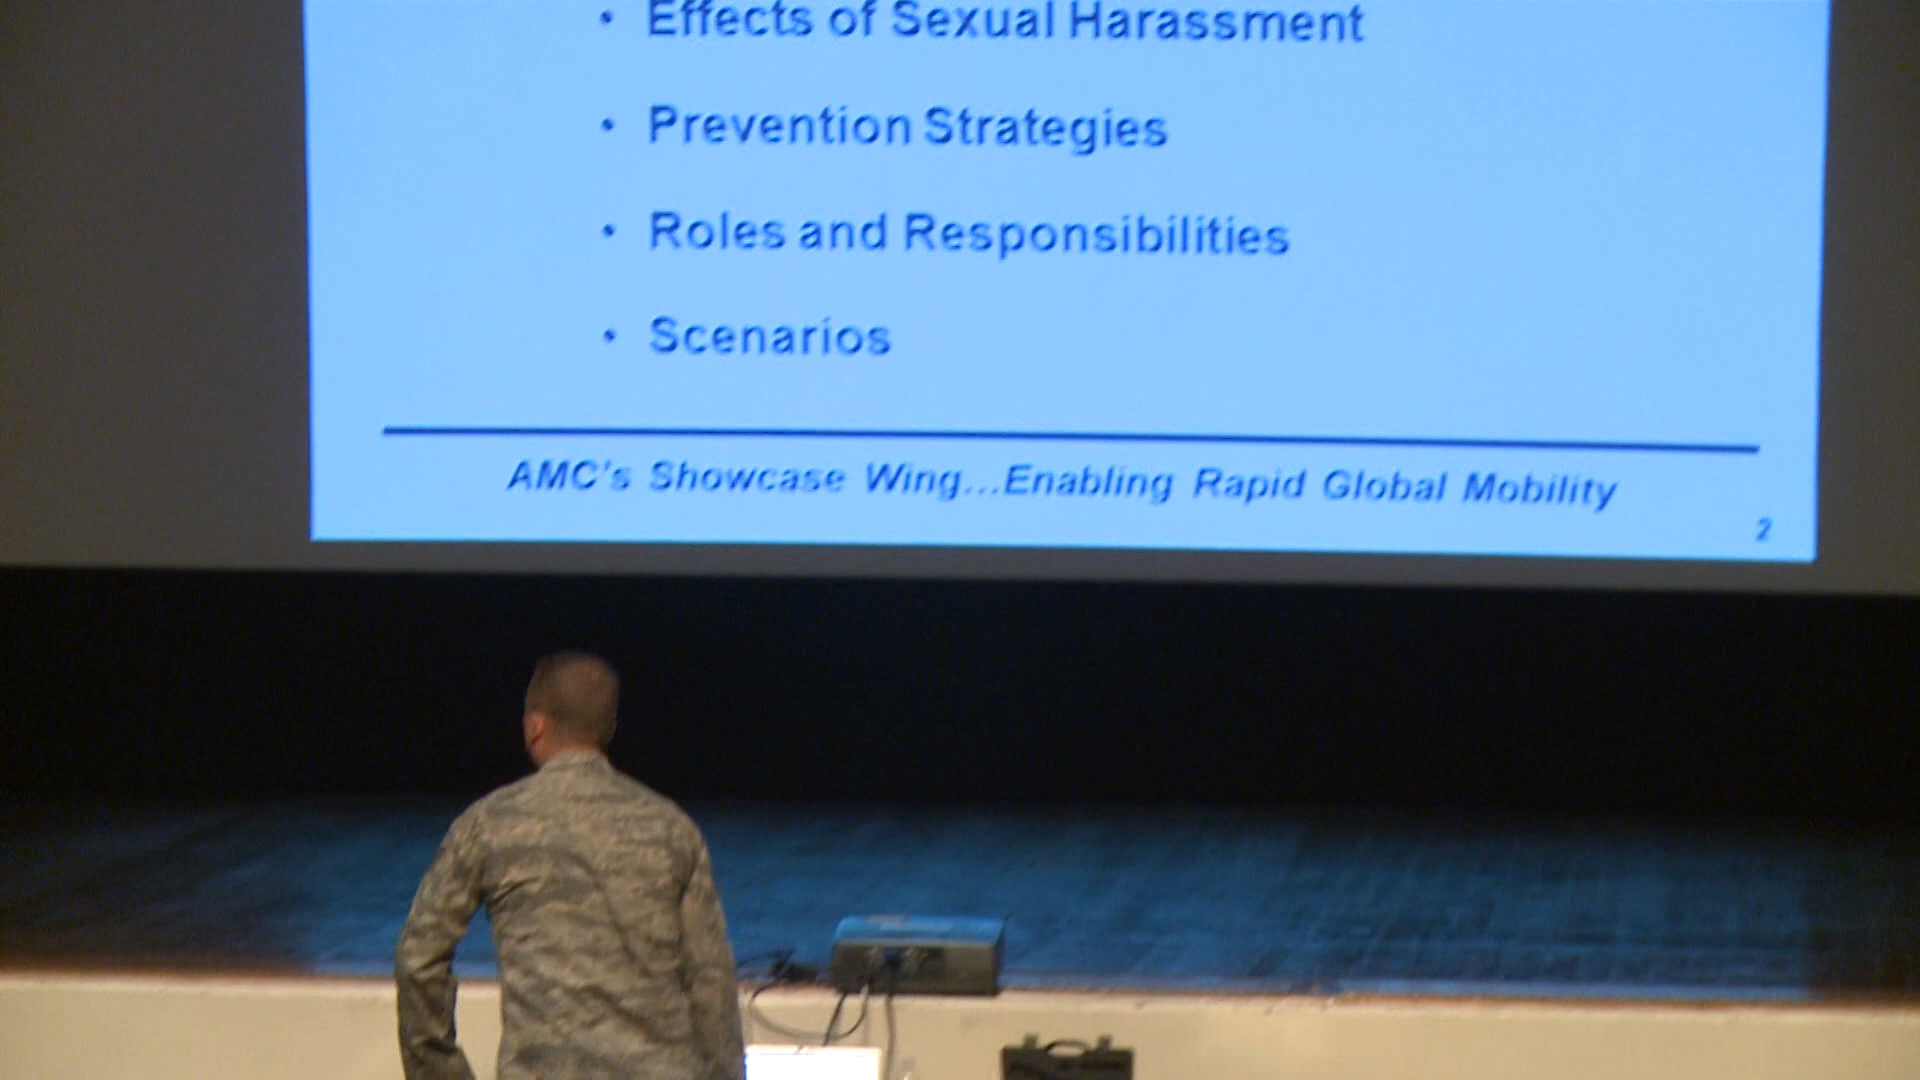 • Effects of Sexual Harassment
• Prevention Strategies
• Roles and Responsibilities
• Scenarios
AMC's Showcase Wing...Enabling Rapid Global Mobility
2